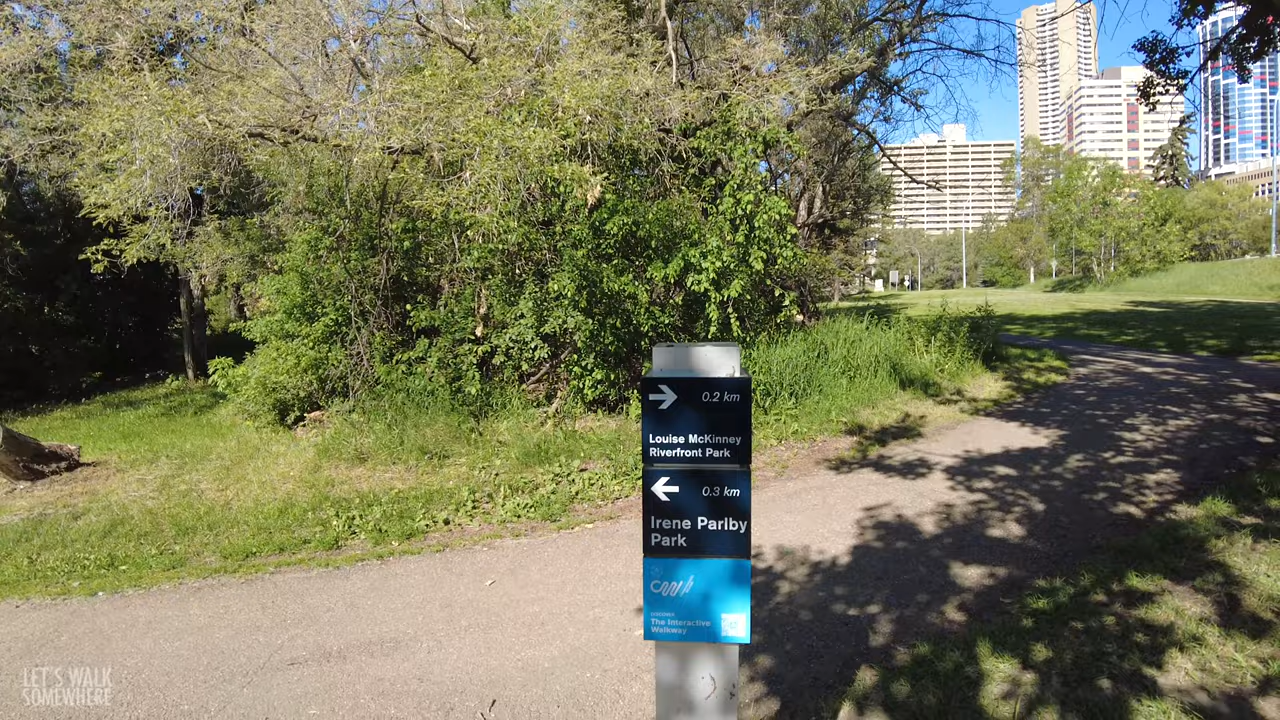 0.2 km
Louise McKinney
Riverfront Park
0.3 km
Irene Parlby
Park
The Interactive
Walkway
LET'S WALK
SOMEWHERE